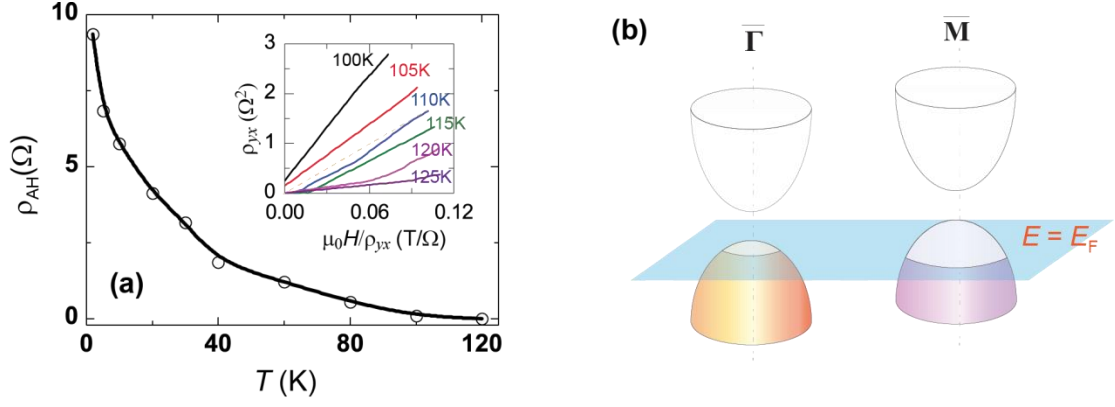 (a)
ρAH(Ω)
10
5
0
0 40 80 120
T (K)
ρyx (Ω²)
3
2
1
0
0.00 0.06 0.12
μ₀H/ρyx (T/Ω)
100K
105K
110K
115K
120K
125K
(b)
Γ̅
M̅
E = EF